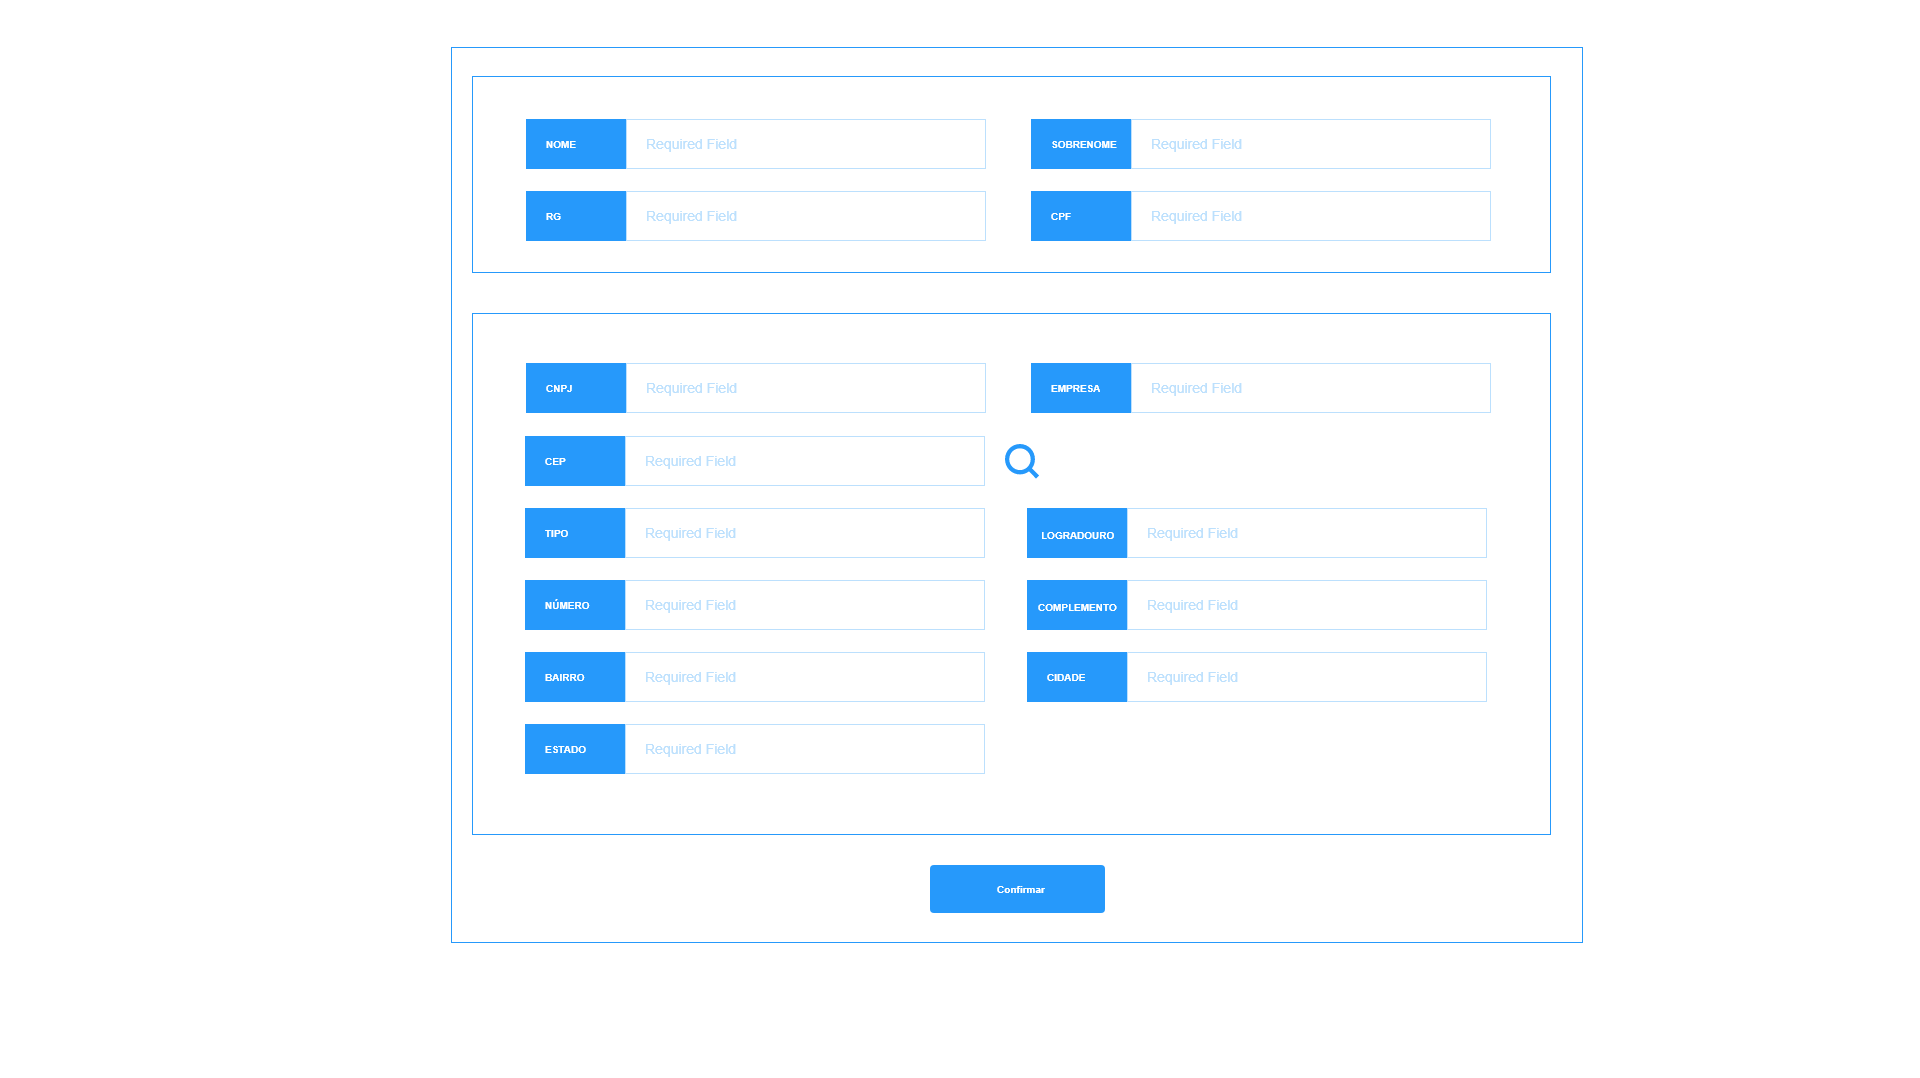 NOME Required Field SOBRENOME Required Field
RG Required Field CPF Required Field
CNPJ Required Field EMPRESA Required Field
CEP Required Field
TIPO Required Field LOGRADOURO Required Field
NÚMERO Required Field COMPLEMENTO Required Field
BAIRRO Required Field CIDADE Required Field
ESTADO Required Field
Confirmar